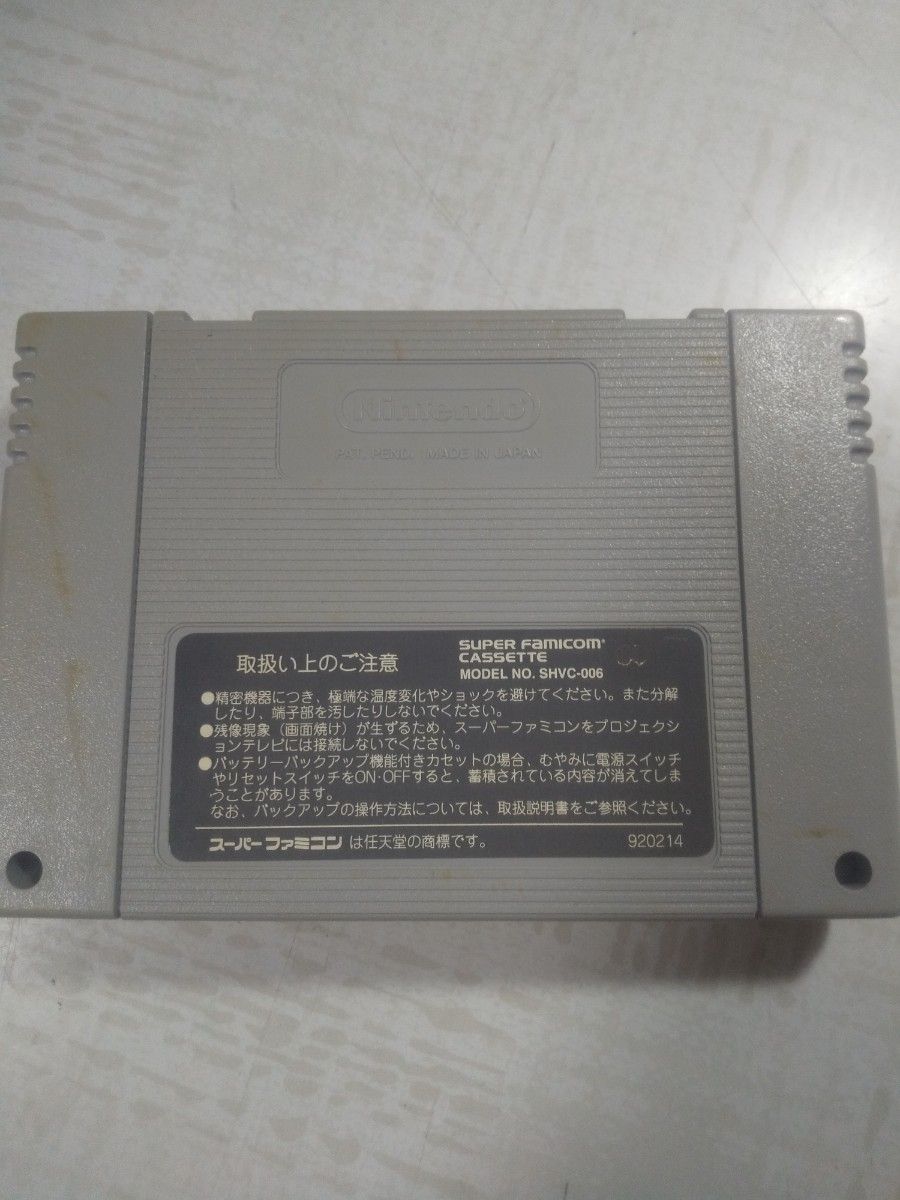 Nintendo
PAT. PEND. MADE IN JAPAN
取扱い上のご注意
SUPER FAMICOM
CASSETTE
MODEL NO. SHVC-006
●精密機器につき、極端な温度変化やショックを避けてください。また分解
したり、端子部を汚したりしないでください。
●残像現象（画面焼け）が生ずるため、スーパーファミコンをプロジェクシ
ョンテレビには接続しないでください。
●バッテリーバックアップ機能付きカセットの場合、むやみに電源スイッチ
やリセットスイッチをON・OFFすると、蓄積されている内容が消えてしま
うことがあります。
なお、バックアップの操作方法については、取扱説明書をご参照ください。
スーパーファミコン は任天堂の商標です。
920214